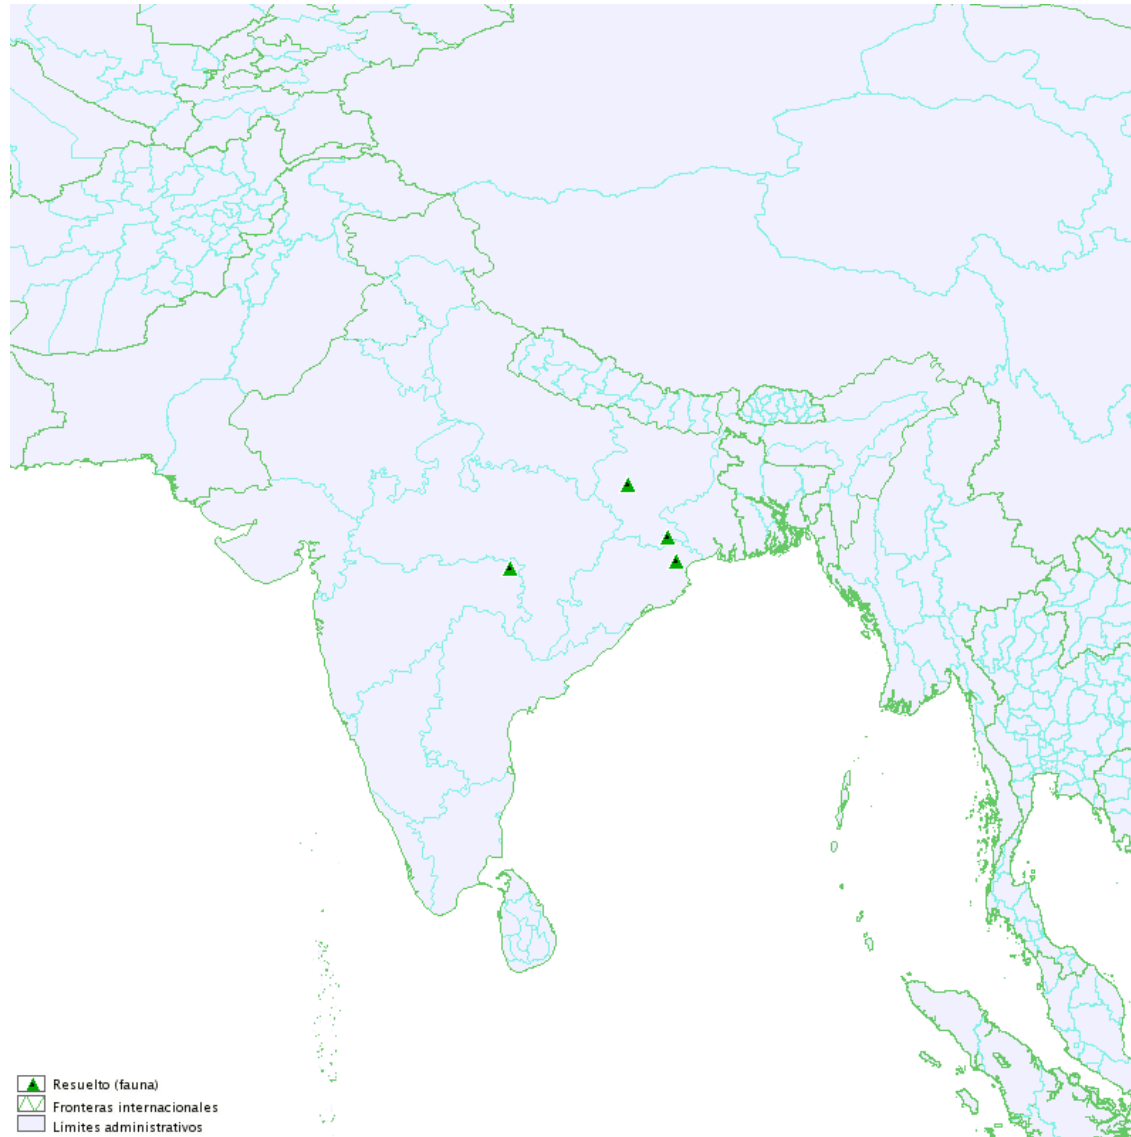 Resuelto (fauna)
Fronteras internacionales
Límites administrativos